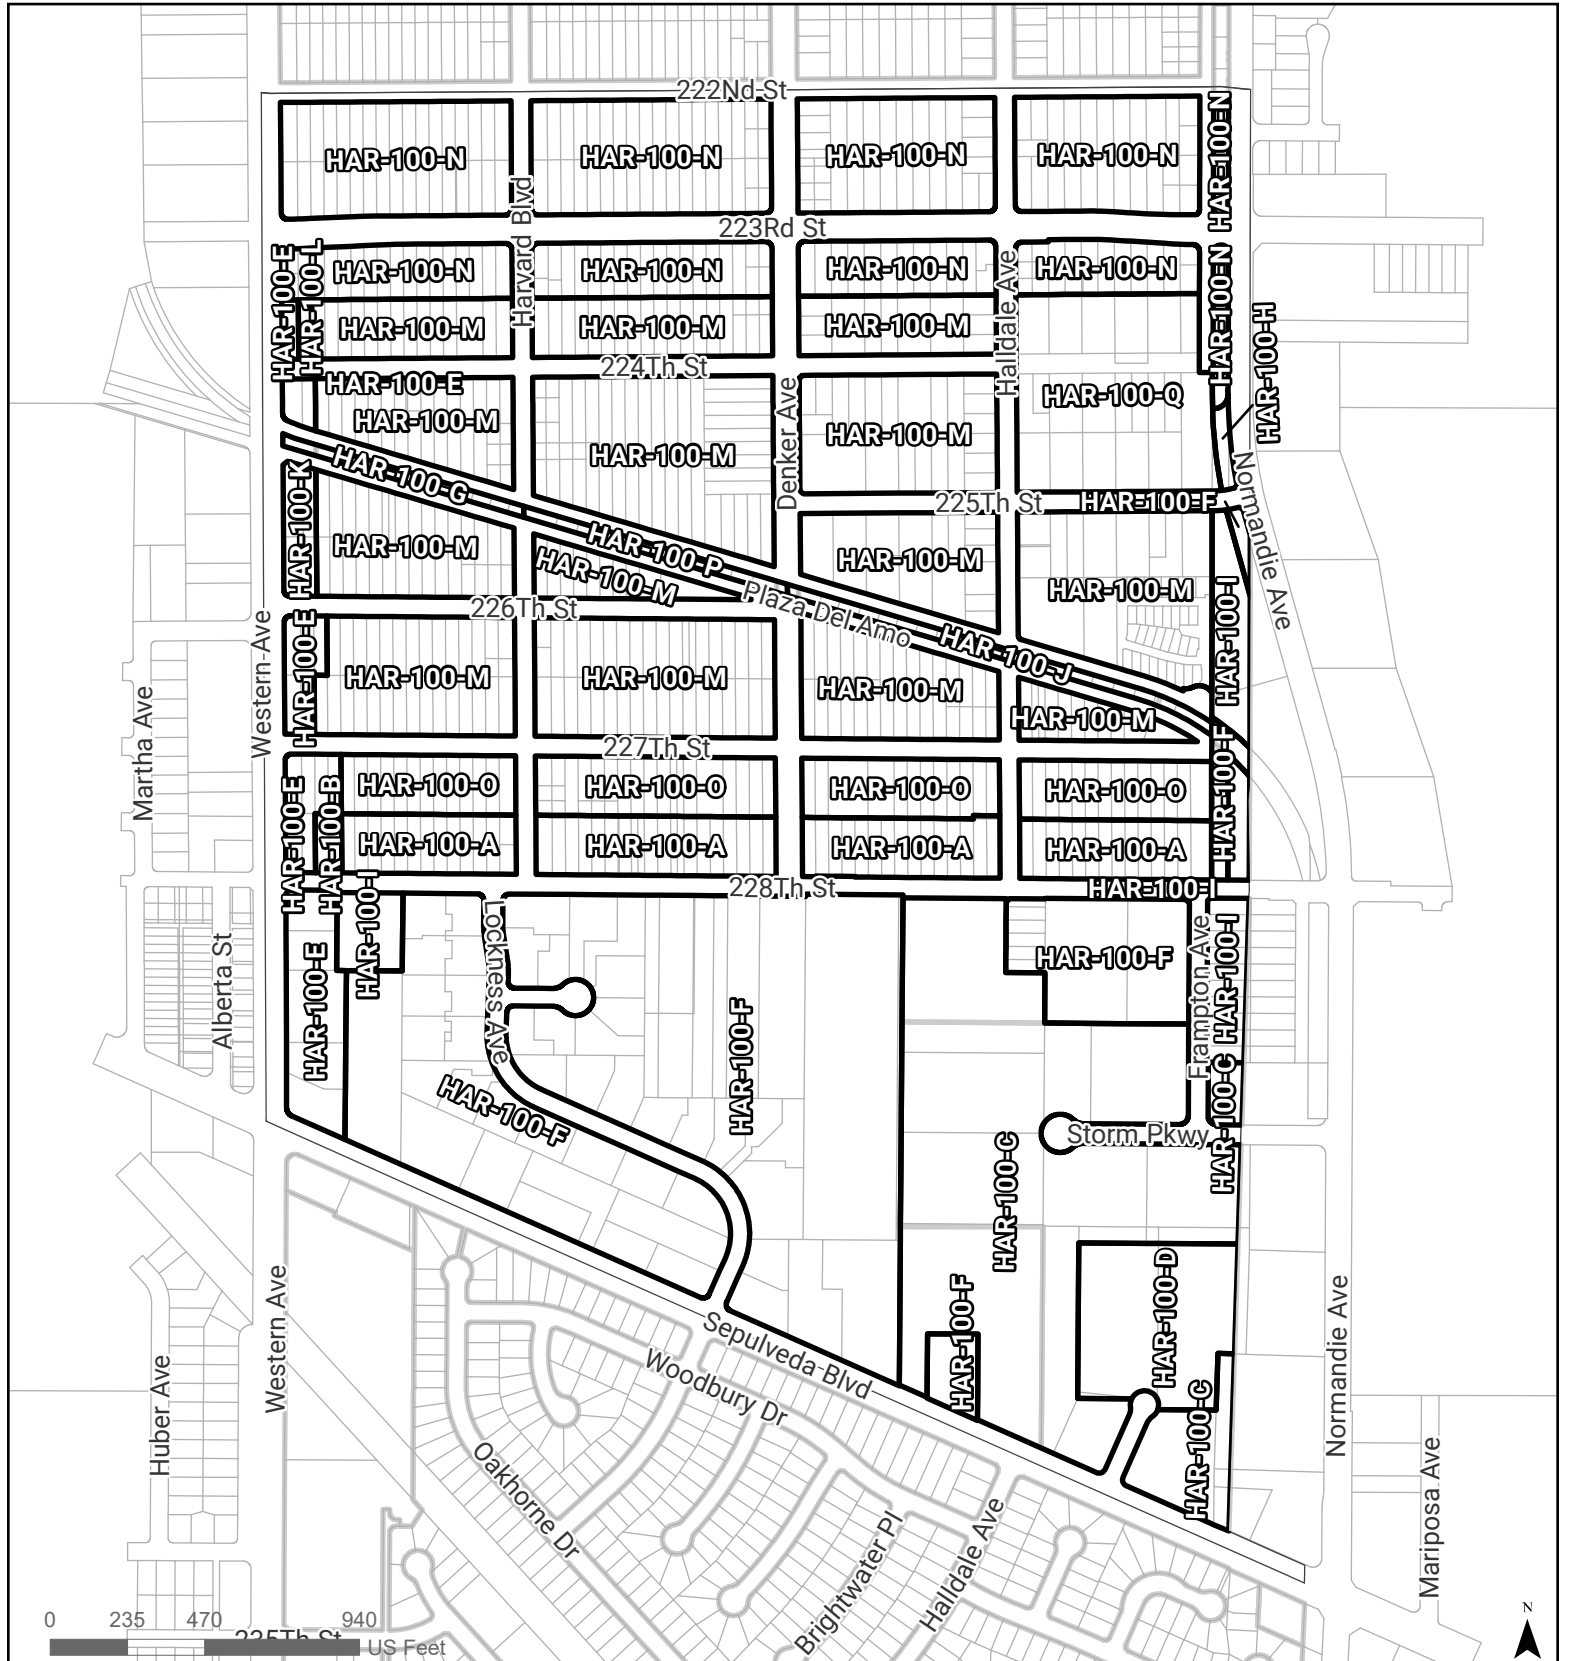 222Nd St
HAR-100-N
HAR-100-N
HAR-100-N
HAR-100-N
HAR-100-N
Harvard Blvd
223Rd St
HAR-100-E
HAR-100-L
HAR-100-N
HAR-100-N
HAR-100-N
Halldale Ave
HAR-100-N
HAR-100-N
HAR-100-H
HAR-100-M
HAR-100-M
HAR-100-M
224Th St
HAR-100-E
HAR-100-M
HAR-100-M
Denker Ave
HAR-100-M
HAR-100-Q
HAR-100-G
HAR-100-K
225Th St
HAR-100-F
Normandie Ave
HAR-100-M
HAR-100-P
HAR-100-M
HAR-100-M
HAR-100-M
HAR-100-I
226Th St
Plaza Del Amo
HAR-100-J
Western Ave
HAR-100-E
HAR-100-M
HAR-100-M
HAR-100-M
HAR-100-M
Martha Ave
227Th St
HAR-100-F
HAR-100-E
HAR-100-B
HAR-100-O
HAR-100-O
HAR-100-O
HAR-100-O
HAR-100-A
HAR-100-A
HAR-100-A
HAR-100-A
228Th St
HAR-100-I
HAR-100-I
Alberta St
HAR-100-E
Lockness Ave
HAR-100-F
HAR-100-F
Frampton Ave
HAR-100-I
HAR-100-F
HAR-100-C
Storm Pkwy
HAR-100-C
HAR-100-F
HAR-100-D
HAR-100-C
Sepulveda Blvd
Woodbury Dr
Western Ave
Huber Ave
Normandie Ave
Mariposa Ave
Oakhorne Dr
Brightwater Pl
Halldale Ave
235Th St
0 235 470 940
US Feet
N